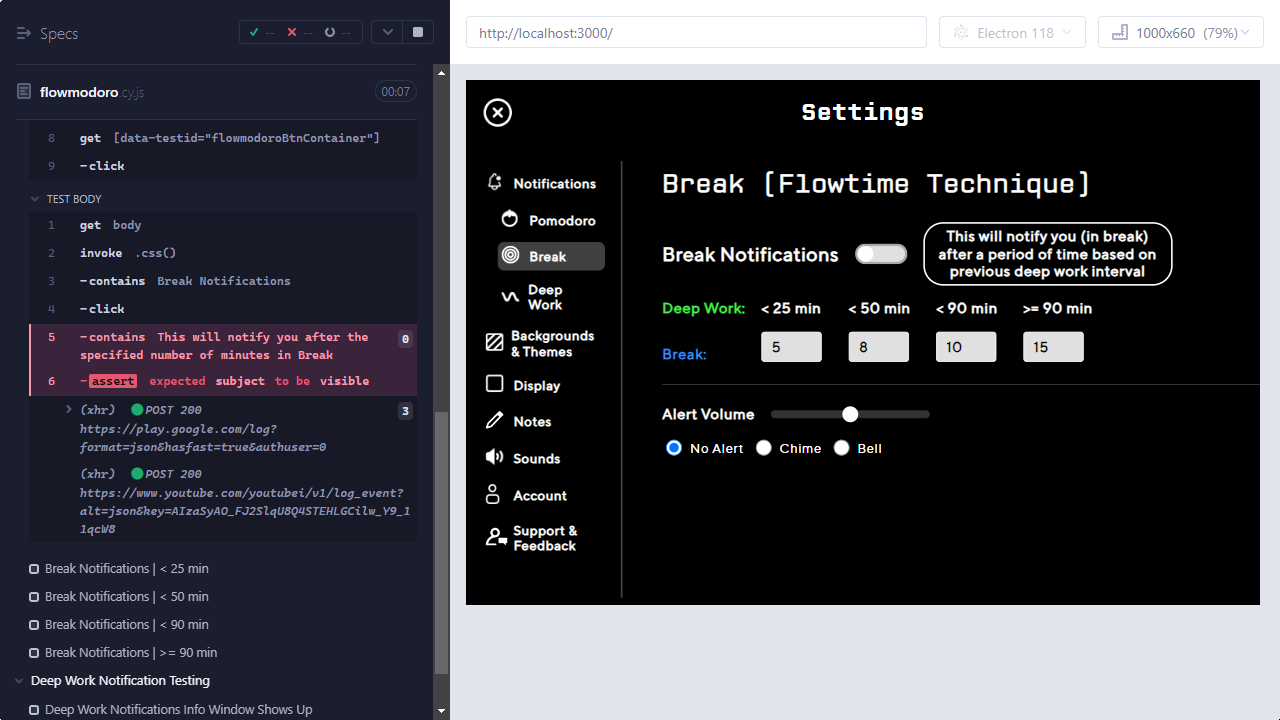 Specs
-- -- --
flowmodoro.cy.js
00:07
8 get [data-testid="flowmodoroBtnContainer"]
9 -click
TEST BODY
1 get body
2 invoke .css()
3 -contains Break Notifications
4 -click
5 -contains This will notify you after the
specified number of minutes in Break
0
6 -assert expected subject to be visible
(xhr) POST 200
https://play.google.com/log?
format=json&hasfast=true&authuser=0
3
(xhr) POST 200
https://www.youtube.com/youtubei/v1/log_event?
alt=json&key=AIzaSyAO_FJ2SlqU8Q4STEHLGCilw_Y9_1
1qcW8
Break Notifications | < 25 min
Break Notifications | < 50 min
Break Notifications | < 90 min
Break Notifications | >= 90 min
Deep Work Notification Testing
Deep Work Notifications Info Window Shows Up
http://localhost:3000/
Electron 118
1000x660 (79%)
Settings
Notifications
Pomodoro
Break
Deep
Work
Backgrounds
& Themes
Display
Notes
Sounds
Account
Support &
Feedback
Break [Flowtime Technique]
Break Notifications
This will notify you (in break)
after a period of time based on
previous deep work interval
Deep Work: < 25 min < 50 min < 90 min >= 90 min
Break: 5 8 10 15
Alert Volume
No Alert Chime Bell